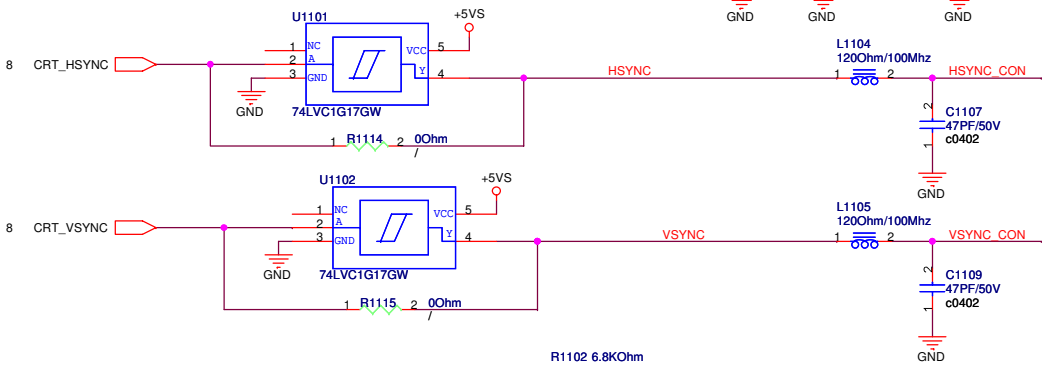 GND GND GND
U1101
+5VS
8 CRT_HSYNC
1 NC VCC 5
2 A
3 GND Y 4
GND
74LVC1G17GW
HSYNC
L1104
120Ohm/100Mhz
1 2
HSYNC_CON
2
C1107
47PF/50V
c0402
1
GND
1 R1114 2 0Ohm
/
U1102
+5VS
8 CRT_VSYNC
1 NC VCC 5
2 A
3 GND Y 4
GND
74LVC1G17GW
VSYNC
L1105
120Ohm/100Mhz
1 2
VSYNC_CON
2
C1109
47PF/50V
c0402
1
GND
1 R1115 2 0Ohm
/
R1102 6.8KOhm